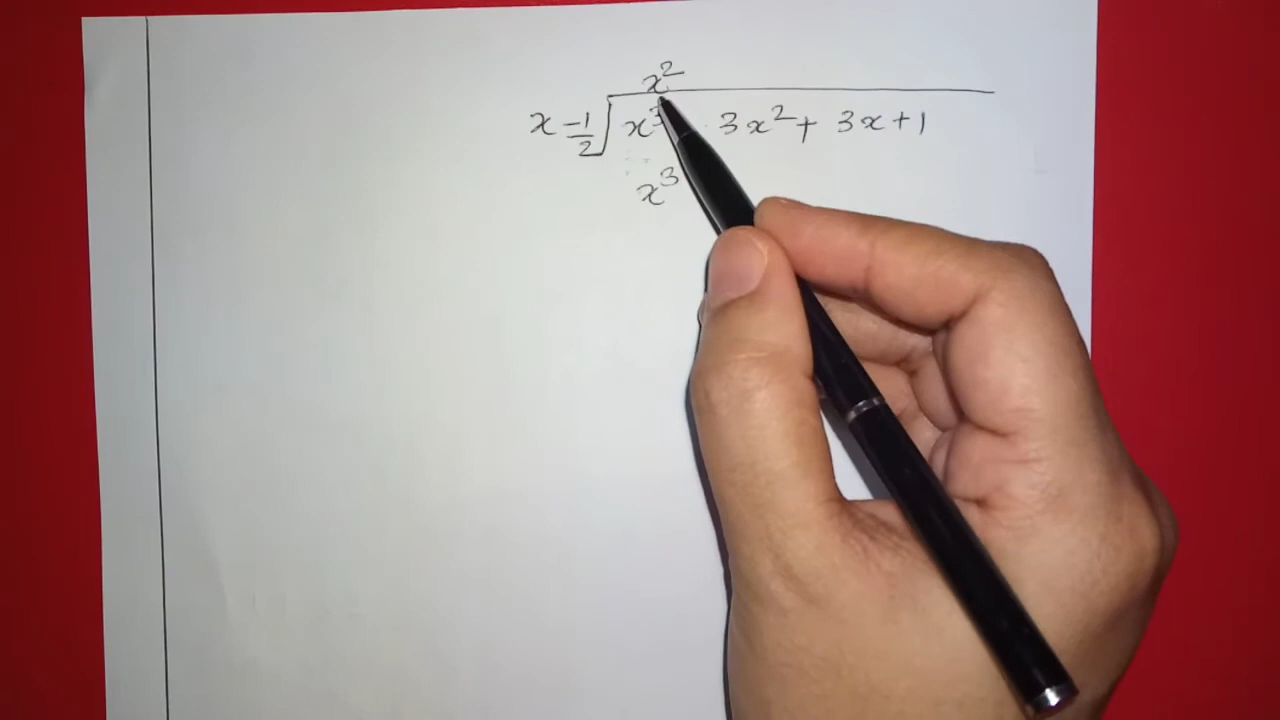 x²
x - 1/2 √ x³ 3x² + 3x + 1
x³